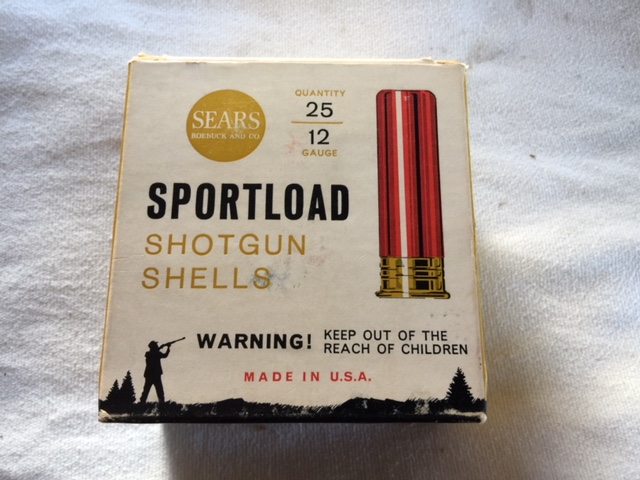 SEARS
ROEBUCK AND CO.
QUANTITY
25
12
GAUGE
SPORTLOAD
SHOTGUN
SHELLS
WARNING! KEEP OUT OF THE
REACH OF CHILDREN
MADE IN U.S.A.